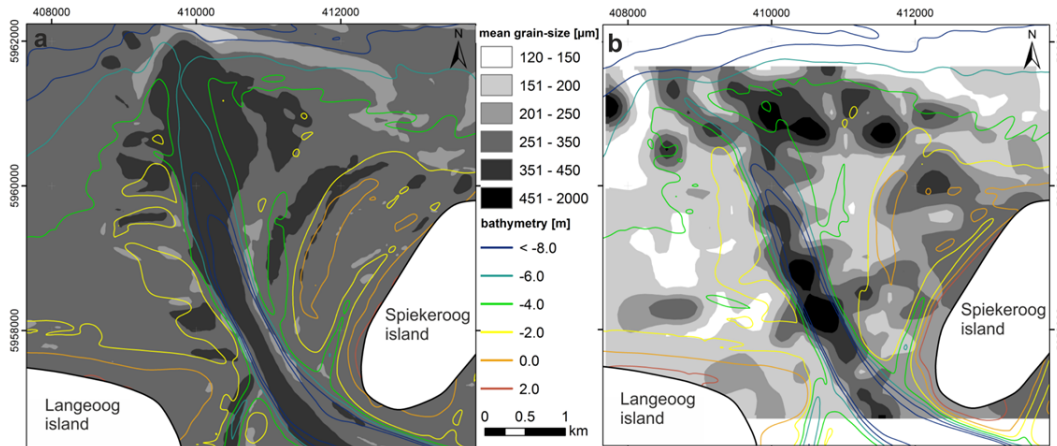 408000 410000 412000
5962000
5960000
5958000
a
N
Spiekeroog
island
Langeoog
island
mean grain-size [µm]
120 - 150
151 - 200
201 - 250
251 - 350
351 - 450
451 - 2000
bathymetry [m]
< -8.0
-6.0
-4.0
-2.0
0.0
2.0
0 0.5 1
km
408000 410000 412000
b
N
Spiekeroog
island
Langeoog
island